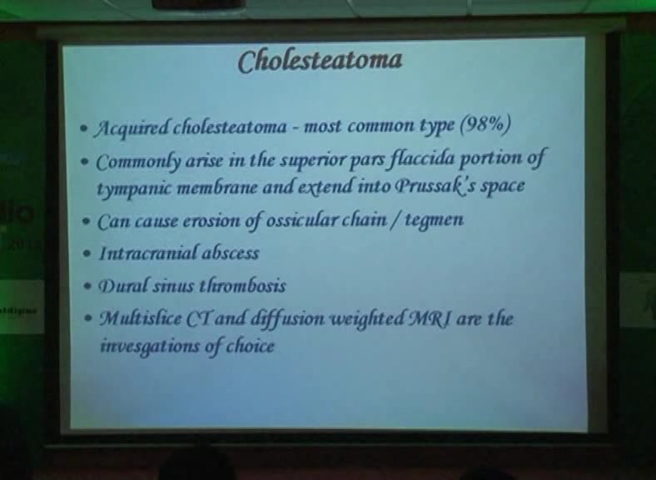 Cholesteatoma
• Acquired cholesteatoma - most common type (98%)
• Commonly arise in the superior pars flaccida portion of
tympanic membrane and extend into Prussak's space
• Can cause erosion of ossicular chain / tegmen
• Intracranial abscess
• Dural sinus thrombosis
• Multislice CT and diffusion weighted MRI are the
invesgations of choice